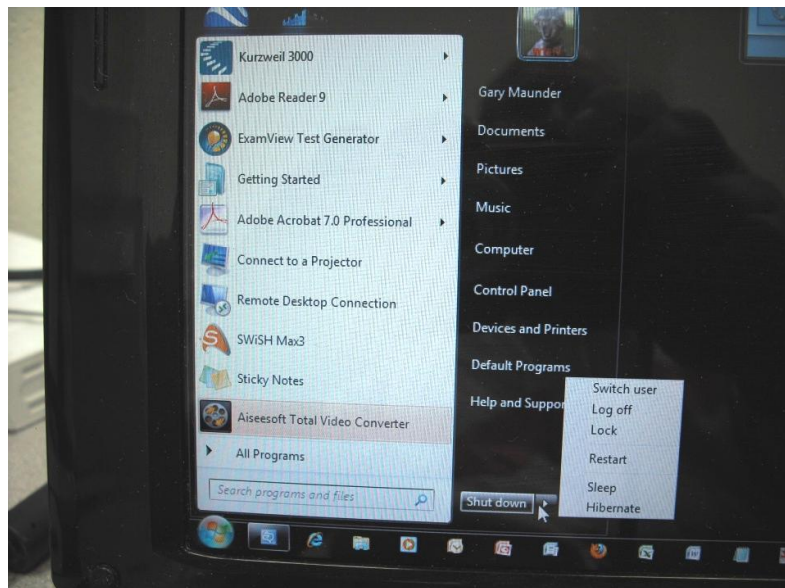 Kurzweil 3000
Adobe Reader 9
ExamView Test Generator
Getting Started
Adobe Acrobat 7.0 Professional
Connect to a Projector
Remote Desktop Connection
SWiSH Max3
Sticky Notes
Aiseesoft Total Video Converter
All Programs
Search programs and files
Gary Maunder
Documents
Pictures
Music
Computer
Control Panel
Devices and Printers
Default Programs
Help and Suppor
Shut down
Switch user
Log off
Lock
Restart
Sleep
Hibernate